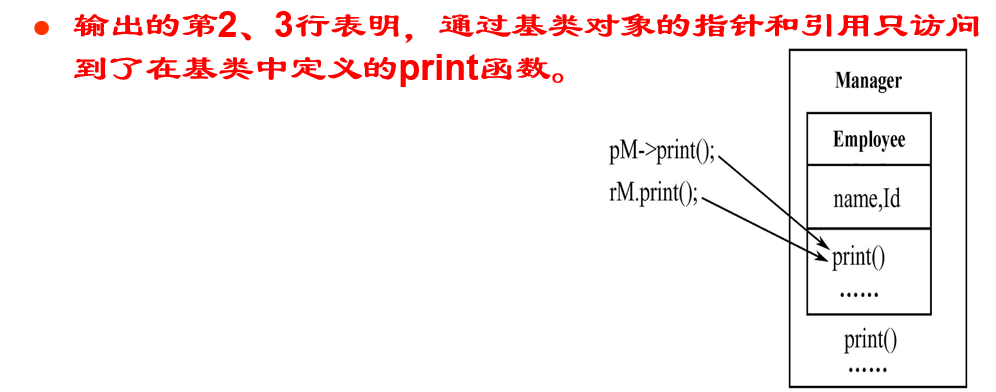 ● 输出的第2、3行表明，通过基类对象的指针和引用只访问
到了在基类中定义的print函数。
Manager
Employee
pM->print();
name,Id
rM.print();
print()
······
print()
······